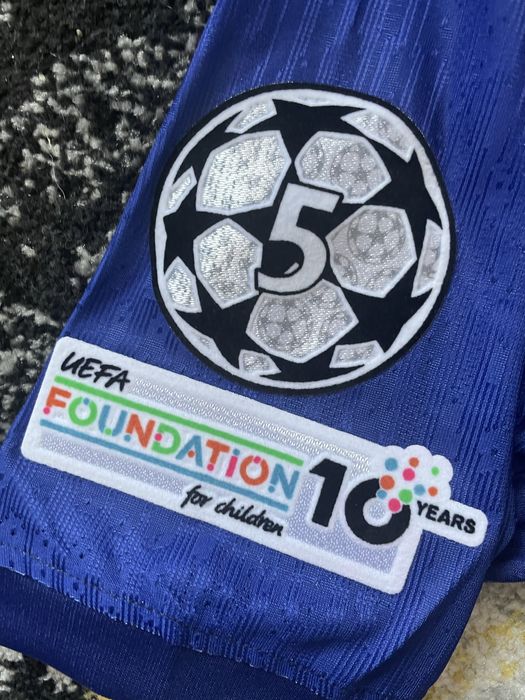 5
UEFA
FOUNDATION
for children
10
YEARS